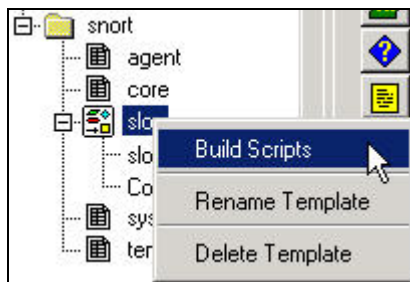 snort
agent
core
slo
Build Scripts
slo
Co
Rename Template
sys
ter
Delete Template